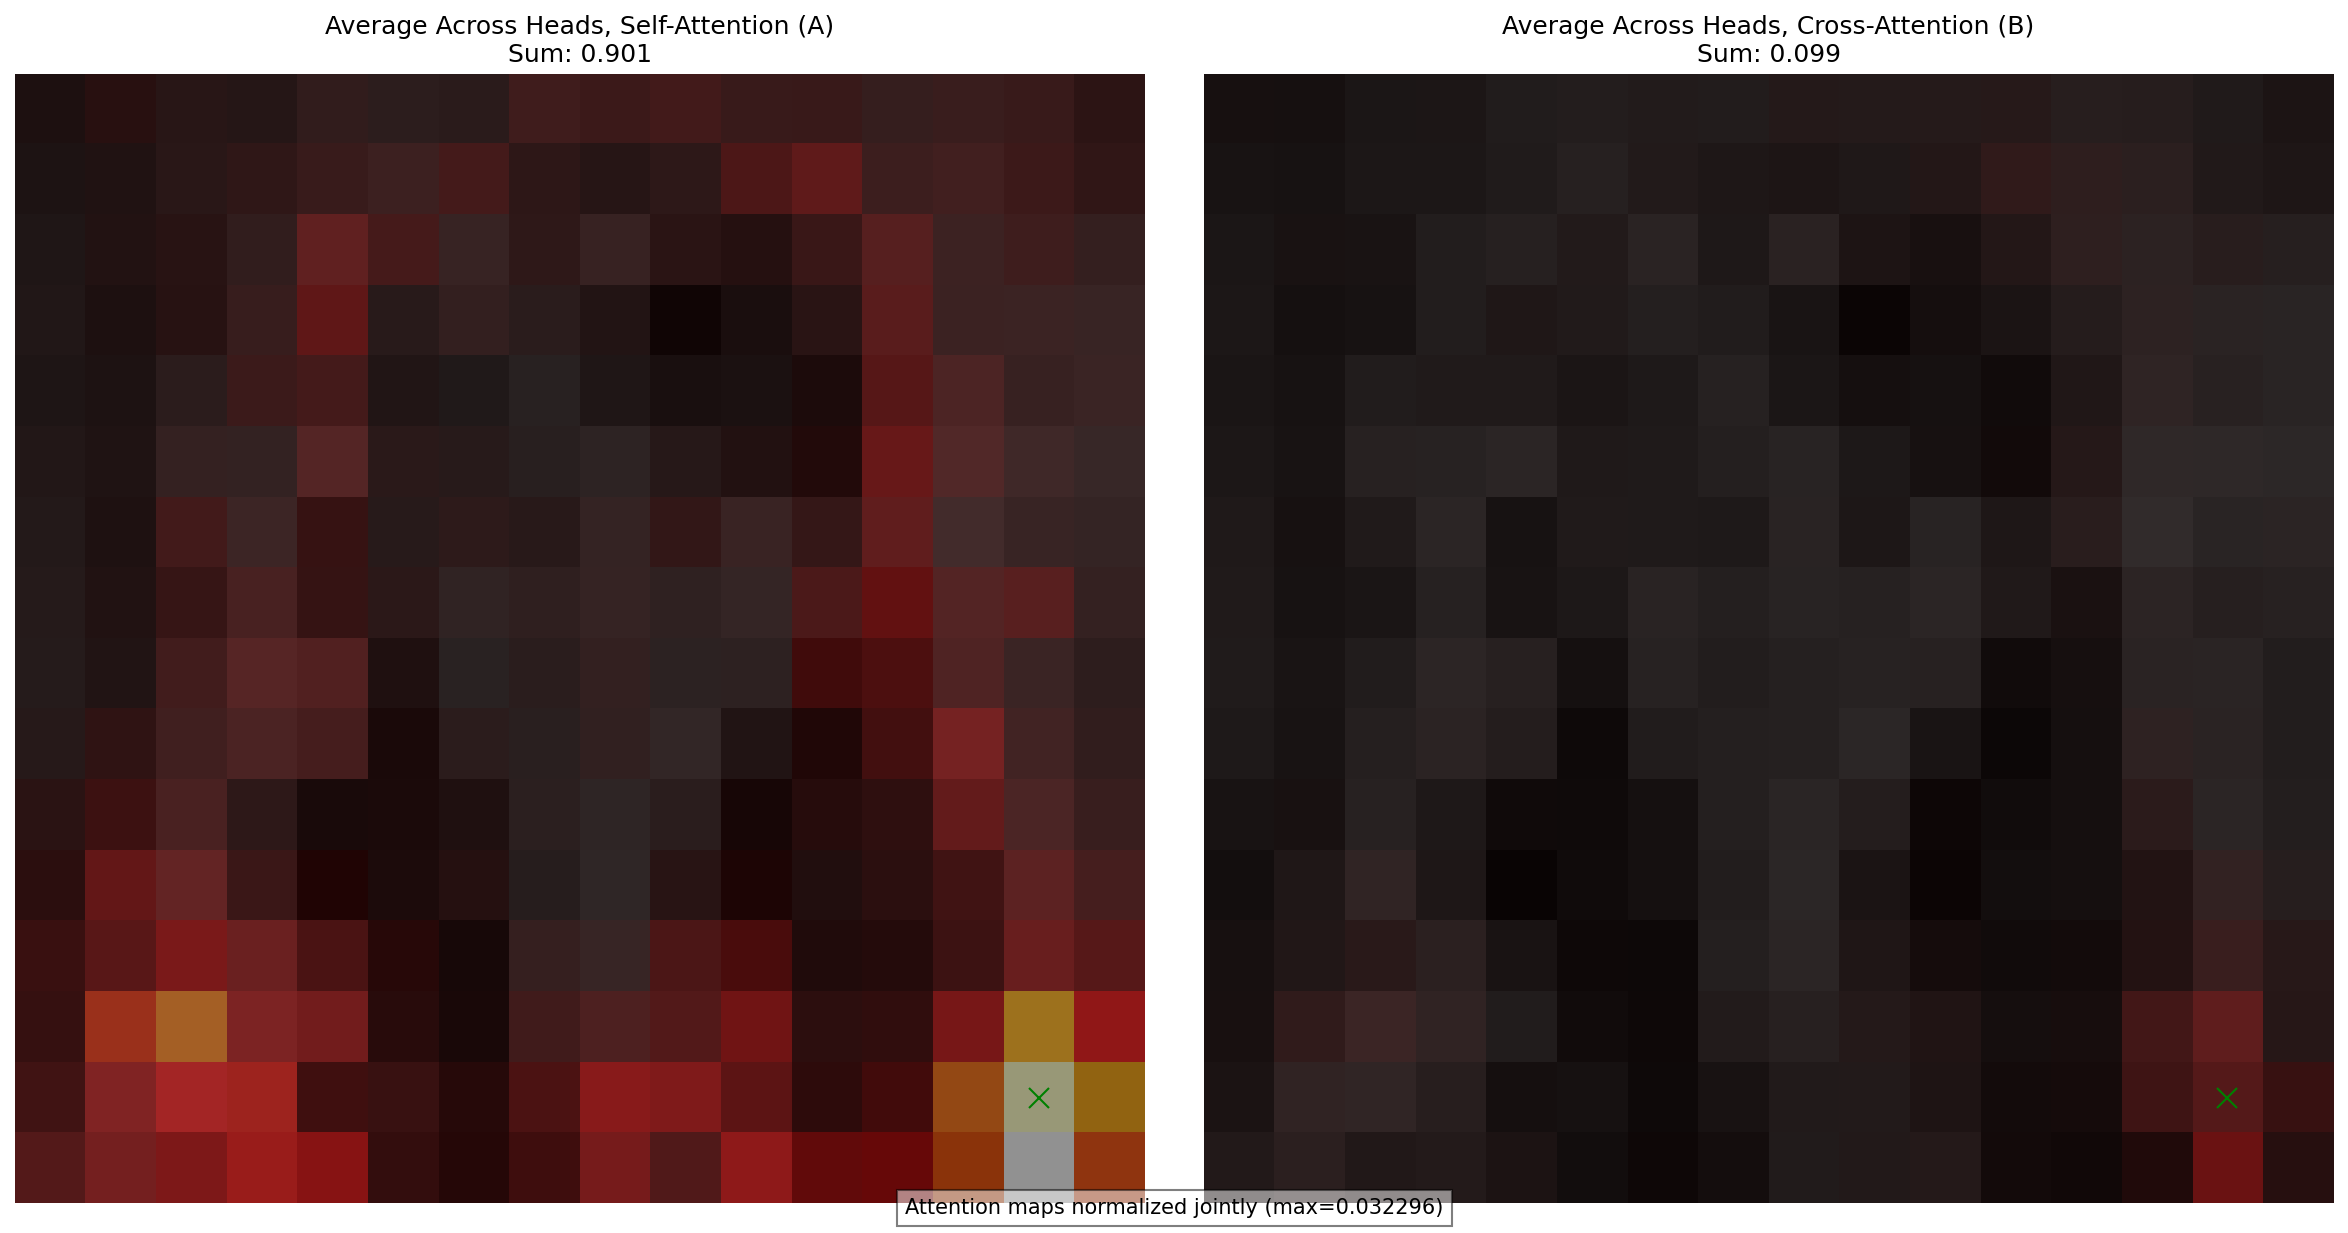 Average Across Heads, Self-Attention (A)
Sum: 0.901
Average Across Heads, Cross-Attention (B)
Sum: 0.099
Attention maps normalized jointly (max=0.032296)